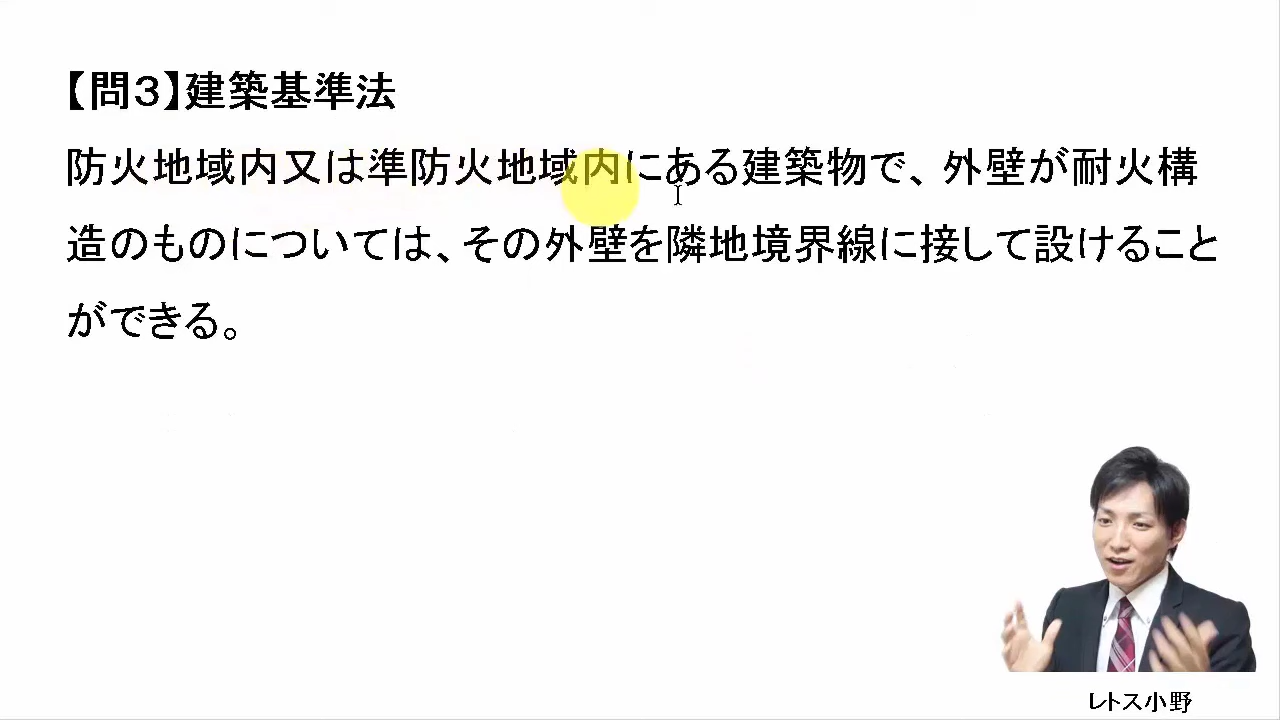 【問3】建築基準法
防火地域内又は準防火地域内にある建築物で、外壁が耐火構
造のものについては、その外壁を隣地境界線に接して設けること
ができる。
レトス小野